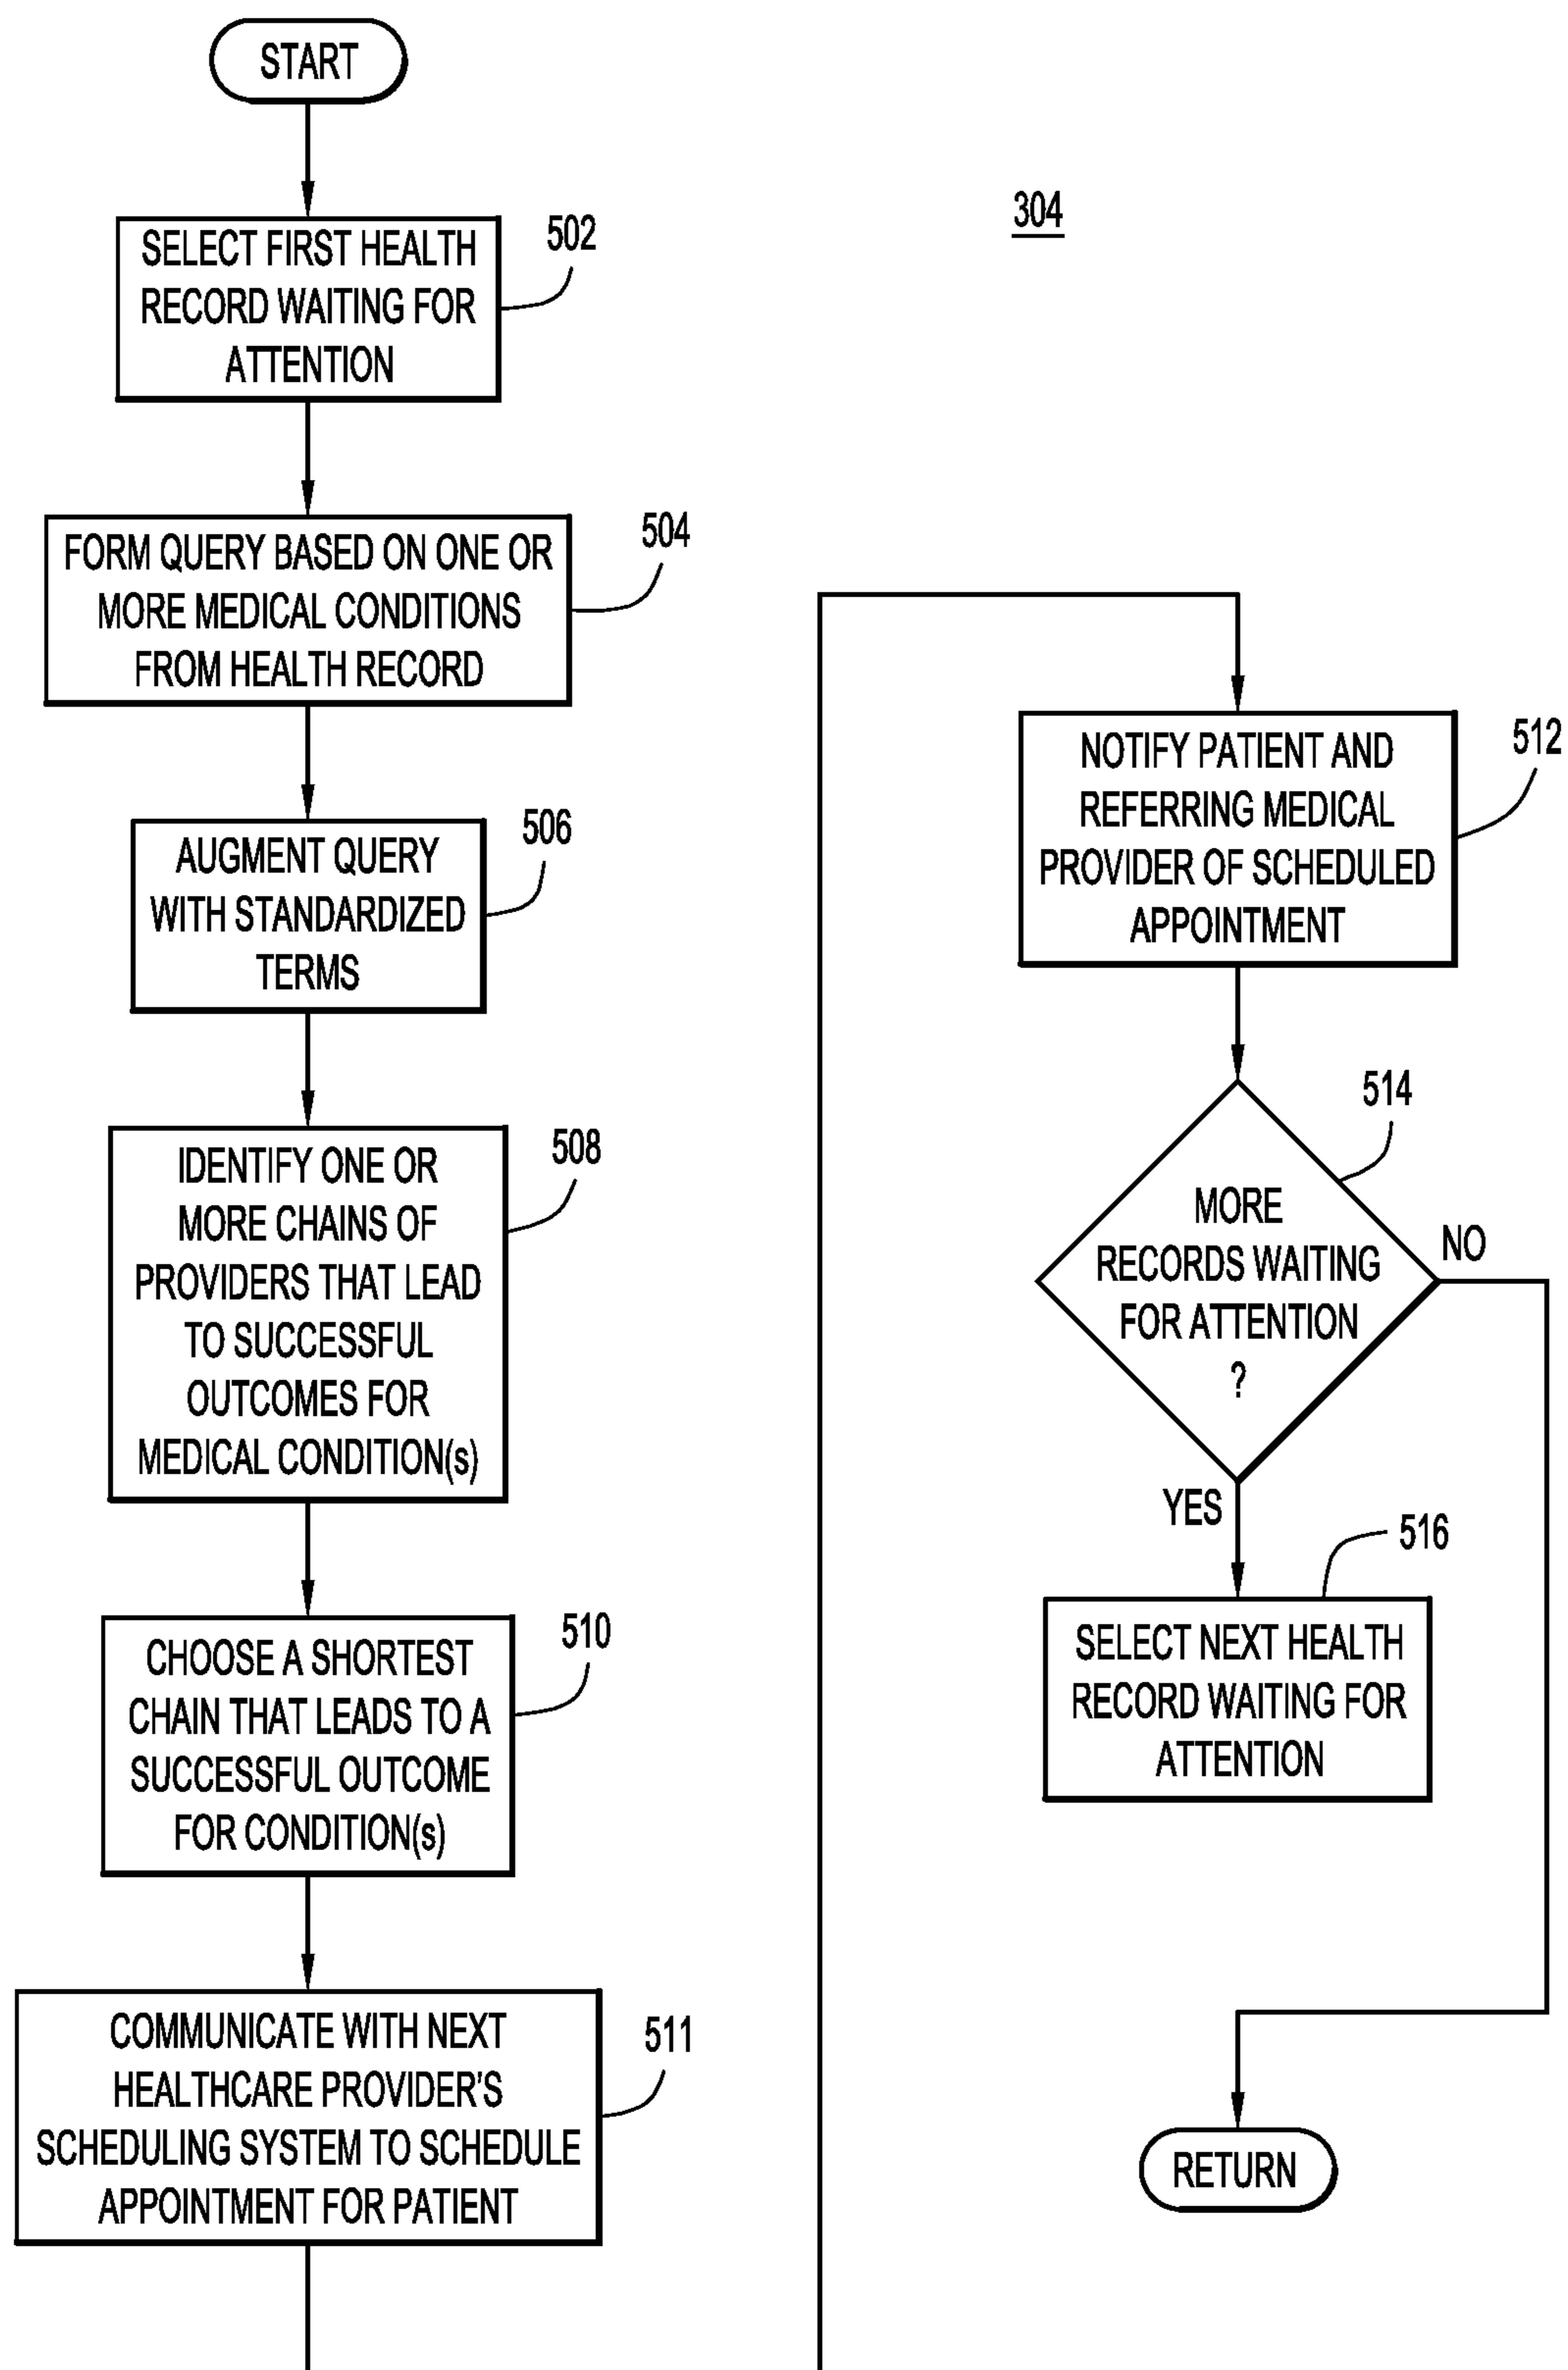 START
SELECT FIRST HEALTH
RECORD WAITING FOR
ATTENTION
502
FORM QUERY BASED ON ONE OR
MORE MEDICAL CONDITIONS
FROM HEALTH RECORD
504
AUGMENT QUERY
WITH STANDARDIZED
TERMS
506
IDENTIFY ONE OR
MORE CHAINS OF
PROVIDERS THAT LEAD
TO SUCCESSFUL
OUTCOMES FOR
MEDICAL CONDITION(s)
508
CHOOSE A SHORTEST
CHAIN THAT LEADS TO A
SUCCESSFUL OUTCOME
FOR CONDITION(s)
510
COMMUNICATE WITH NEXT
HEALTHCARE PROVIDER'S
SCHEDULING SYSTEM TO SCHEDULE
APPOINTMENT FOR PATIENT
511
304
NOTIFY PATIENT AND
REFERRING MEDICAL
PROVIDER OF SCHEDULED
APPOINTMENT
512
MORE
RECORDS WAITING
FOR ATTENTION
?
514
NO
YES
SELECT NEXT HEALTH
RECORD WAITING FOR
ATTENTION
516
RETURN